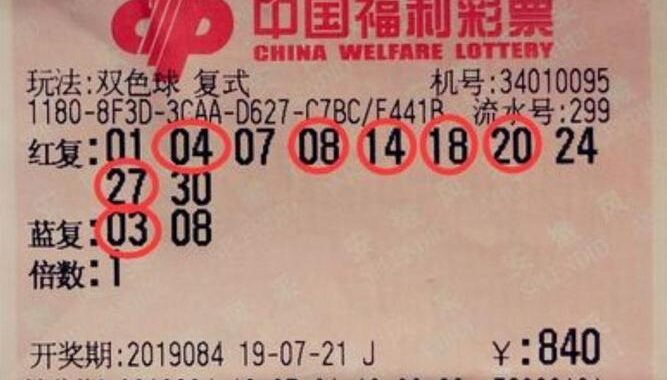 中国福利彩票
CHINA WELFARE LOTTERY
玩法:双色球 复式 机号:34010095
1180-8F3D-3CAA-D627-C7BC/F441B 流水号:299
红复:01 04 07 08 14 18 20 24
27 30
蓝复:03 08
倍数:1
开奖期:2019084 19-07-21 J ￥:840